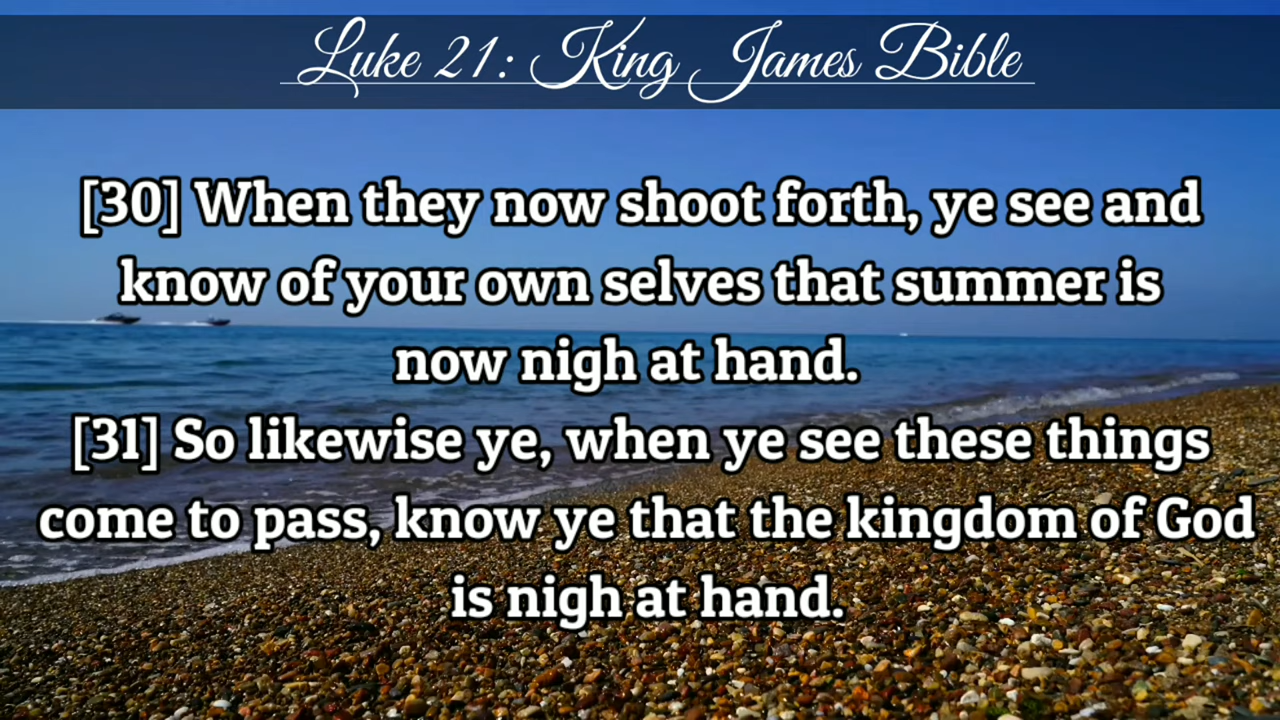 Luke 21: King James Bible
[30] When they now shoot forth, ye see and
know of your own selves that summer is
now nigh at hand.
[31] So likewise ye, when ye see these things
come to pass, know ye that the kingdom of God
is nigh at hand.